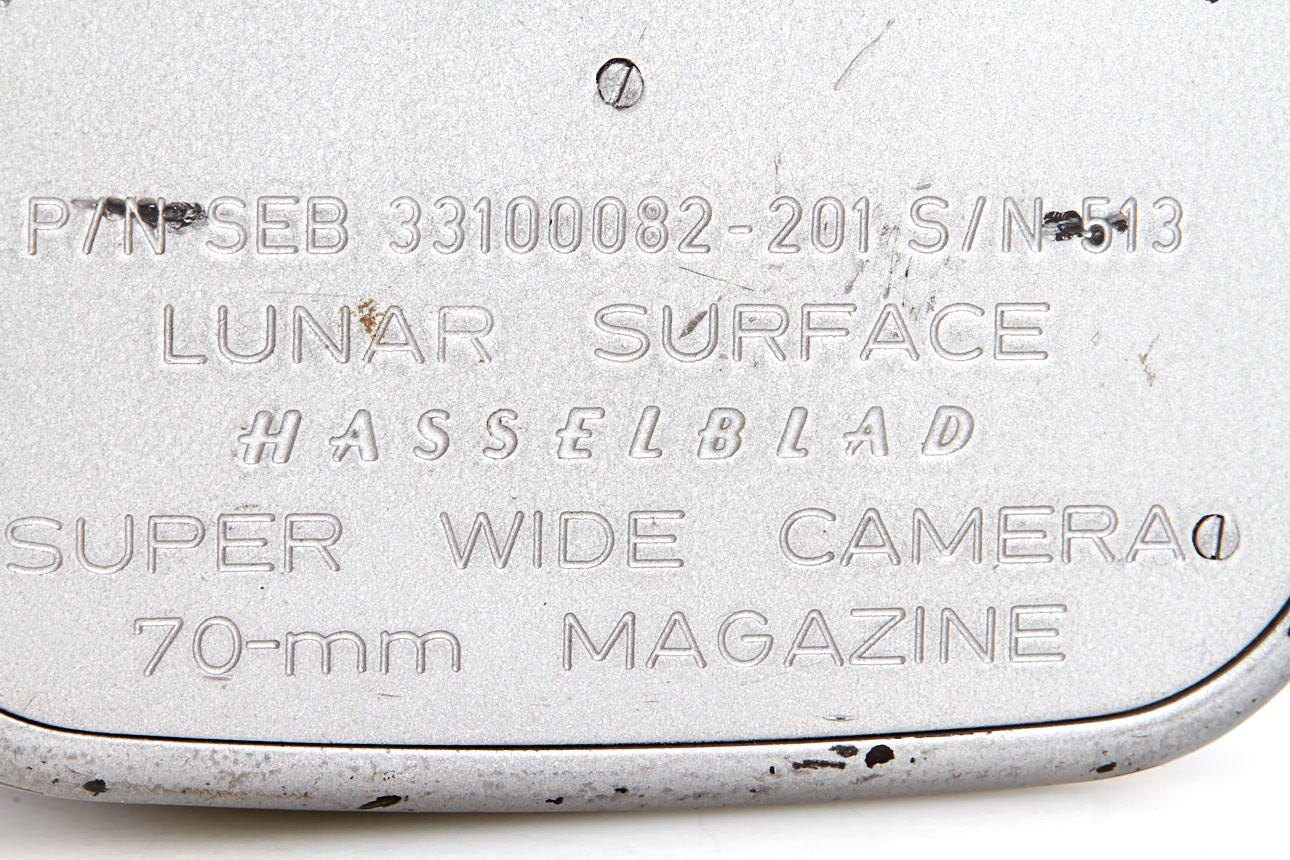 P/N SEB 33100082-201 S/N 513
LUNAR SURFACE
HASSELBLAD
SUPER WIDE CAMERA
70-mm MAGAZINE